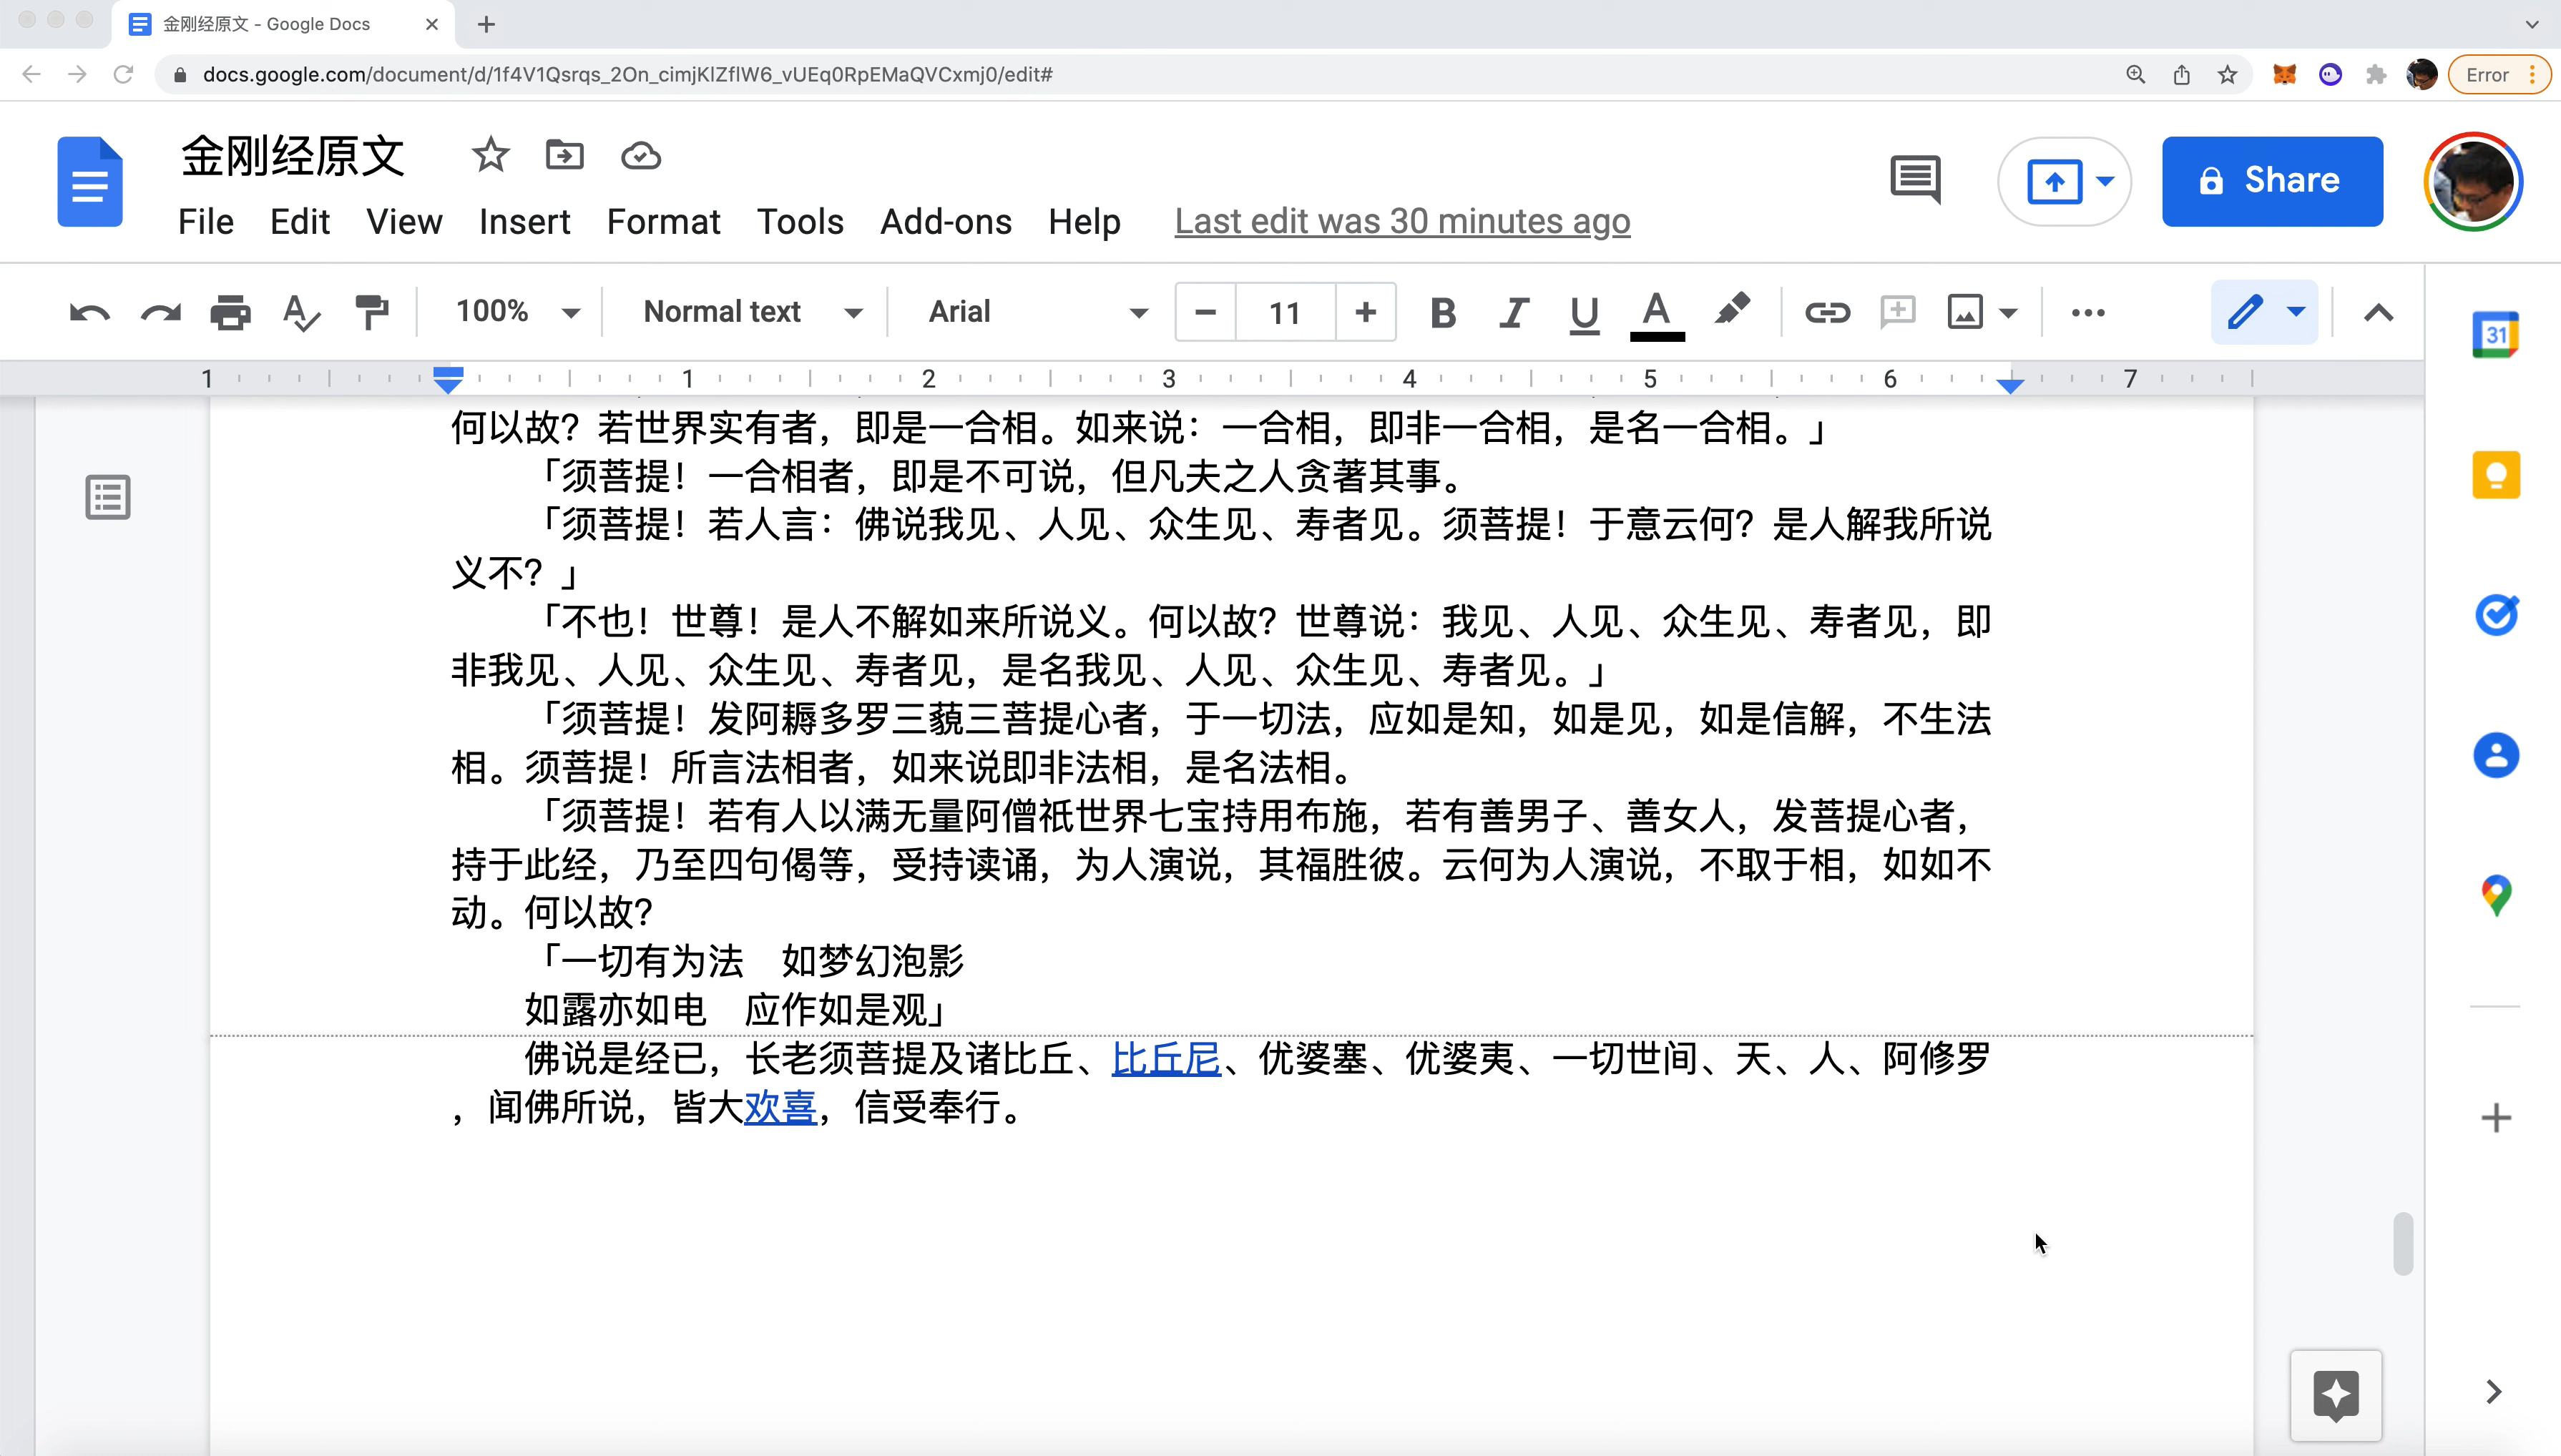 金刚经原文 - Google Docs
docs.google.com/document/d/1f4V1Qsrqs_2On_cimjKlZflW6_vUEq0RpEMaQVCxmj0/edit#
Error
金刚经原文
Share
File Edit View Insert Format Tools Add-ons Help Last edit was 30 minutes ago
100% Normal text Arial 11
1 1 2 3 4 5 6 7
31
何以故？若世界实有者，即是一合相。如来说：一合相，即非一合相，是名一合相。」
「须菩提！一合相者，即是不可说，但凡夫之人贪著其事。
「须菩提！若人言：佛说我见、人见、众生见、寿者见。须菩提！于意云何？是人解我所说
义不？」
「不也！世尊！是人不解如来所说义。何以故？世尊说：我见、人见、众生见、寿者见，即
非我见、人见、众生见、寿者见，是名我见、人见、众生见、寿者见。」
「须菩提！发阿耨多罗三藐三菩提心者，于一切法，应如是知，如是见，如是信解，不生法
相。须菩提！所言法相者，如来说即非法相，是名法相。
「须菩提！若有人以满无量阿僧祇世界七宝持用布施，若有善男子、善女人，发菩提心者，
持于此经，乃至四句偈等，受持读诵，为人演说，其福胜彼。云何为人演说，不取于相，如如不
动。何以故？
「一切有为法　如梦幻泡影
如露亦如电　应作如是观」
佛说是经已，长老须菩提及诸比丘、比丘尼、优婆塞、优婆夷、一切世间、天、人、阿修罗
，闻佛所说，皆大欢喜，信受奉行。